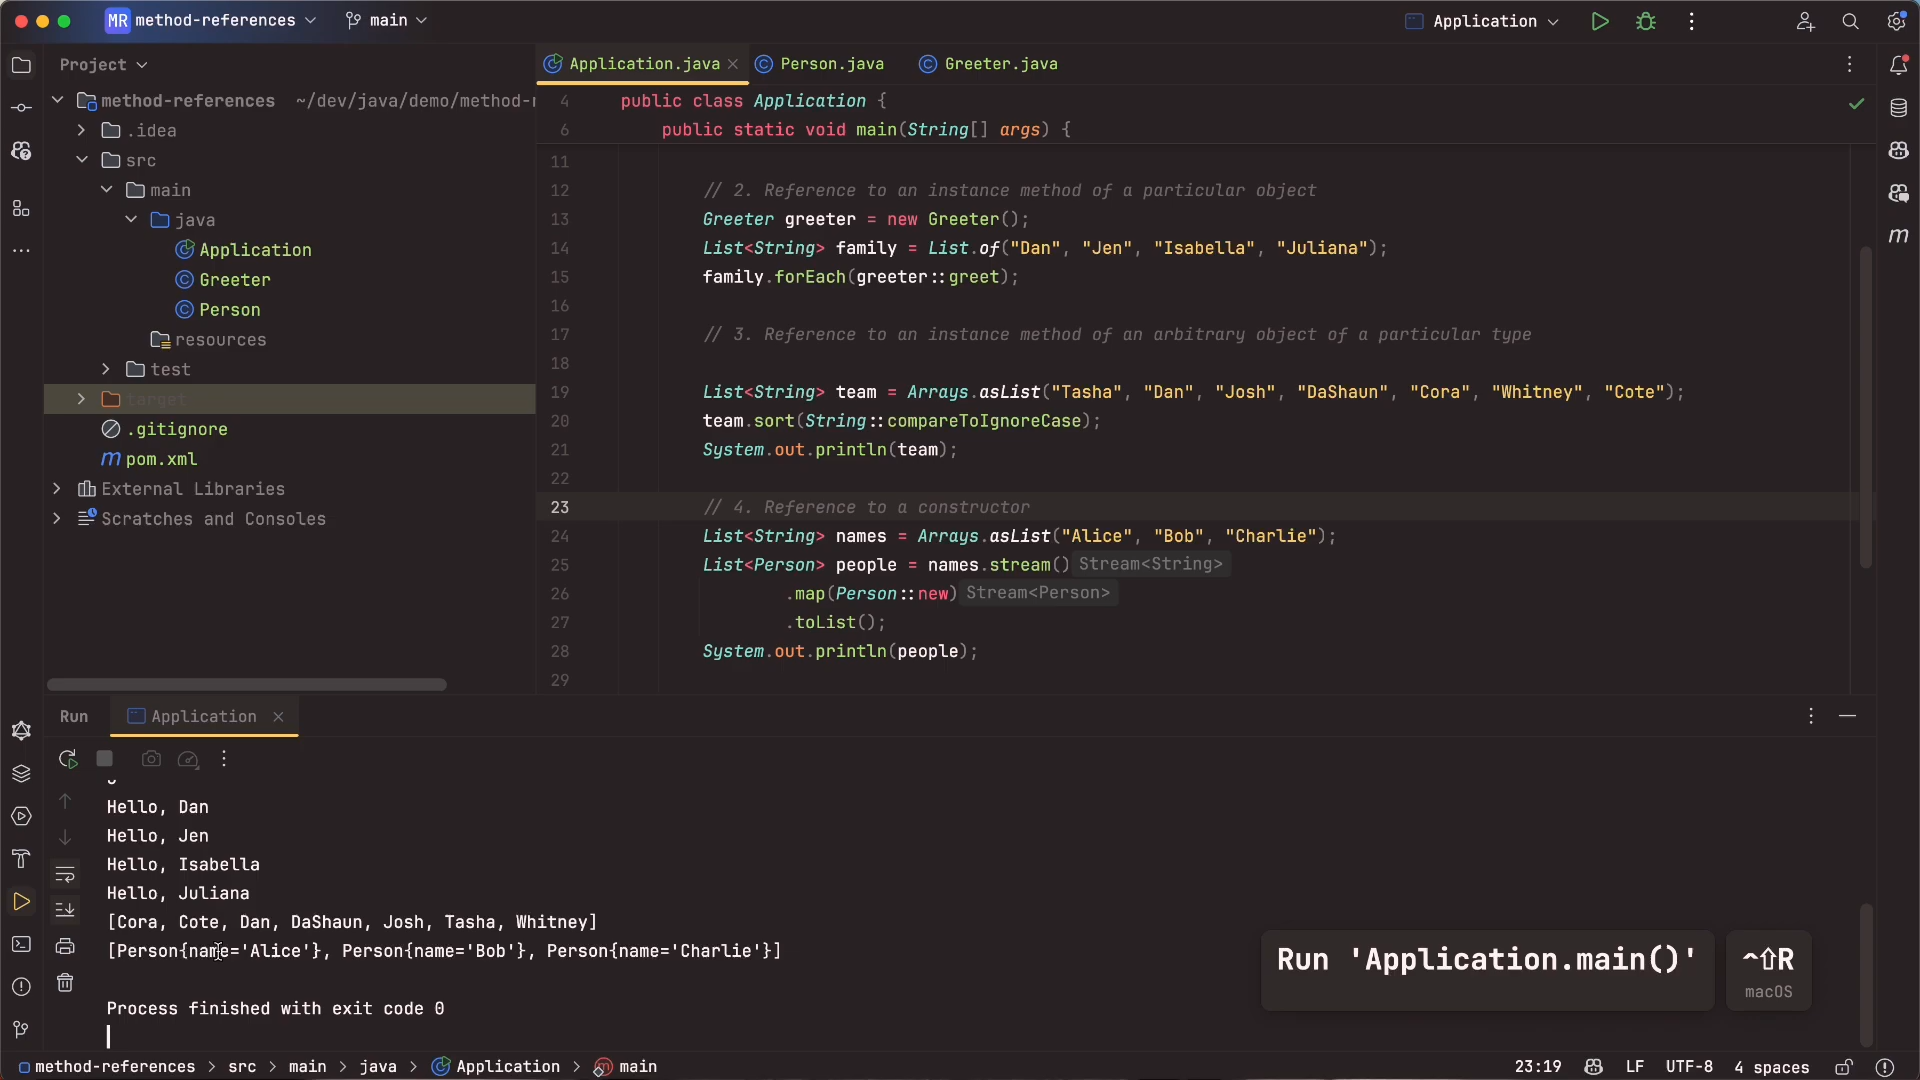 MR method-references main Application
Project
Application.java Person.java Greeter.java
method-references ~/dev/java/demo/method-r
.idea
src
main
java
Application
Greeter
Person
resources
test
target
.gitignore
pom.xml
External Libraries
Scratches and Consoles
4 public class Application {
6 public static void main(String[] args) {
11
12 // 2. Reference to an instance method of a particular object
13 Greeter greeter = new Greeter();
14 List<String> family = List.of("Dan", "Jen", "Isabella", "Juliana");
15 family.forEach(greeter::greet);
16
17 // 3. Reference to an instance method of an arbitrary object of a particular type
18
19 List<String> team = Arrays.asList("Tasha", "Dan", "Josh", "DaShaun", "Cora", "Whitney", "Cote");
20 team.sort(String::compareToIgnoreCase);
21 System.out.println(team);
22
23 // 4. Reference to a constructor
24 List<String> names = Arrays.asList("Alice", "Bob", "Charlie");
25 List<Person> people = names.stream() Stream<String>
26 .map(Person::new) Stream<Person>
27 .toList();
28 System.out.println(people);
29
Run Application
Hello, Dan
Hello, Jen
Hello, Isabella
Hello, Juliana
[Cora, Cote, Dan, DaShaun, Josh, Tasha, Whitney]
[Person{name='Alice'}, Person{name='Bob'}, Person{name='Charlie'}]
Process finished with exit code 0
Run 'Application.main()' ⌃⇧R
macOS
method-references > src > main > java > Application > main 23:19 LF UTF-8 4 spaces